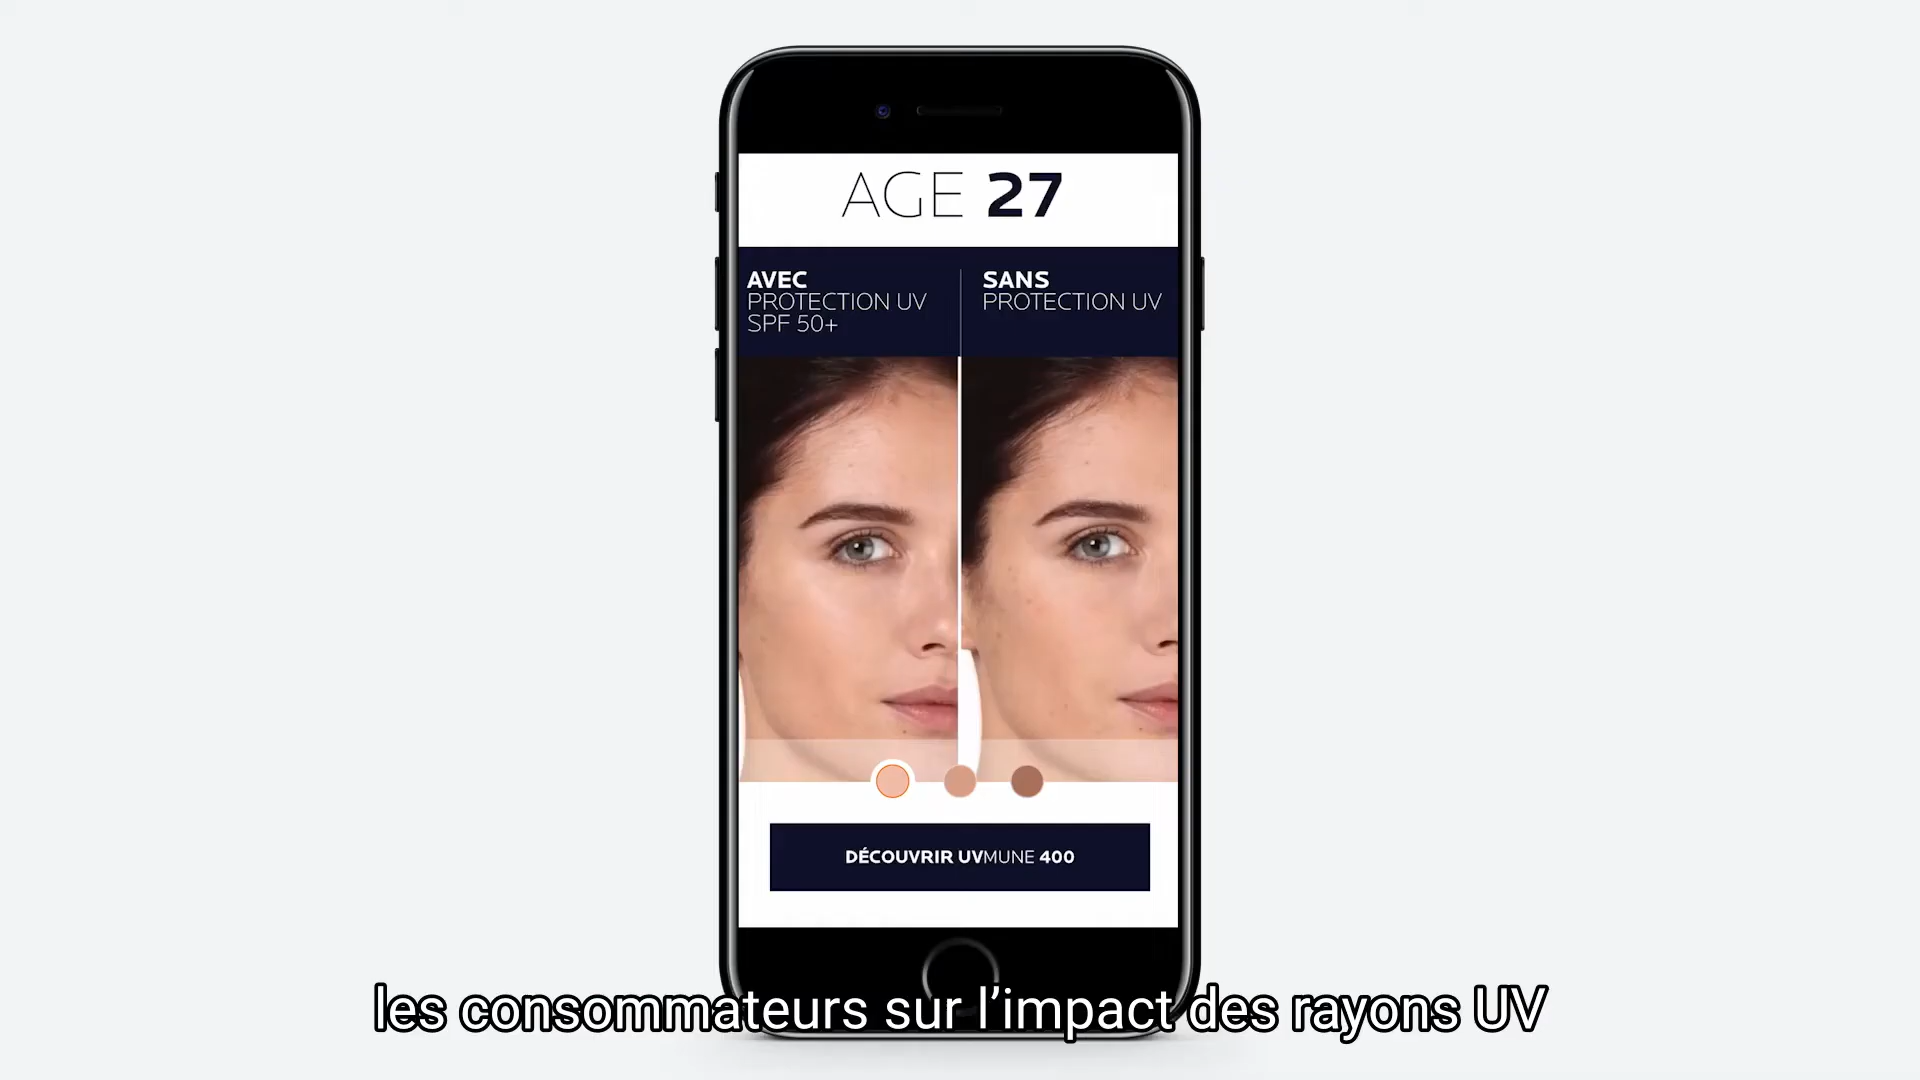 AGE 27
AVEC
PROTECTION UV
SPF 50+
SANS
PROTECTION UV
DÉCOUVRIR UVMUNE 400
les consommateurs sur l’impact des rayons UV